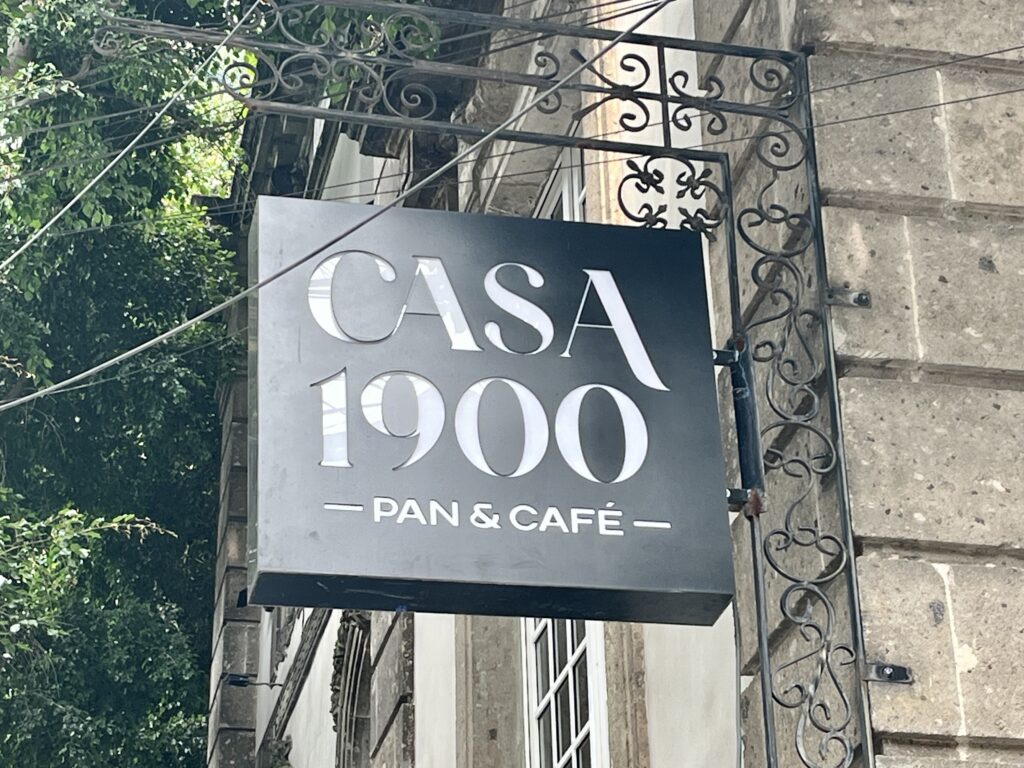 CASA
1900
— PAN & CAFÉ —